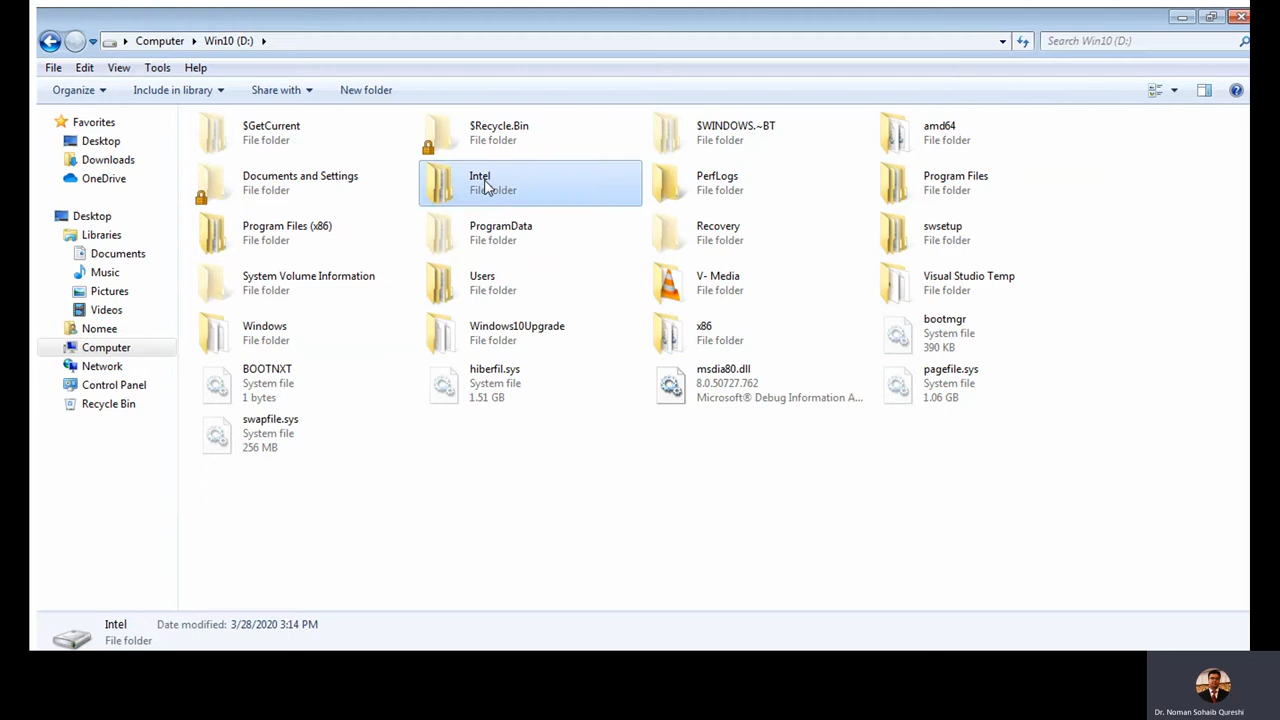 Computer Win10 (D:)
Search Win10 (D:)
File Edit View Tools Help
Organize Include in library Share with New folder
Favorites
Desktop
Downloads
OneDrive
Desktop
Libraries
Documents
Music
Pictures
Videos
Nomee
Computer
Network
Control Panel
Recycle Bin
$GetCurrent
File folder
$Recycle.Bin
File folder
$WINDOWS.~BT
File folder
amd64
File folder
Documents and Settings
File folder
Intel
File folder
PerfLogs
File folder
Program Files
File folder
Program Files (x86)
File folder
ProgramData
File folder
Recovery
File folder
swsetup
File folder
System Volume Information
File folder
Users
File folder
V- Media
File folder
Visual Studio Temp
File folder
Windows
File folder
Windows10Upgrade
File folder
x86
File folder
bootmgr
System file
390 KB
BOOTNXT
System file
1 bytes
hiberfil.sys
System file
1.51 GB
msdia80.dll
8.0.50727.762
Microsoft® Debug Information A...
pagefile.sys
System file
1.06 GB
swapfile.sys
System file
256 MB
Intel Date modified: 3/28/2020 3:14 PM
File folder
Dr. Noman Sohaib Qureshi